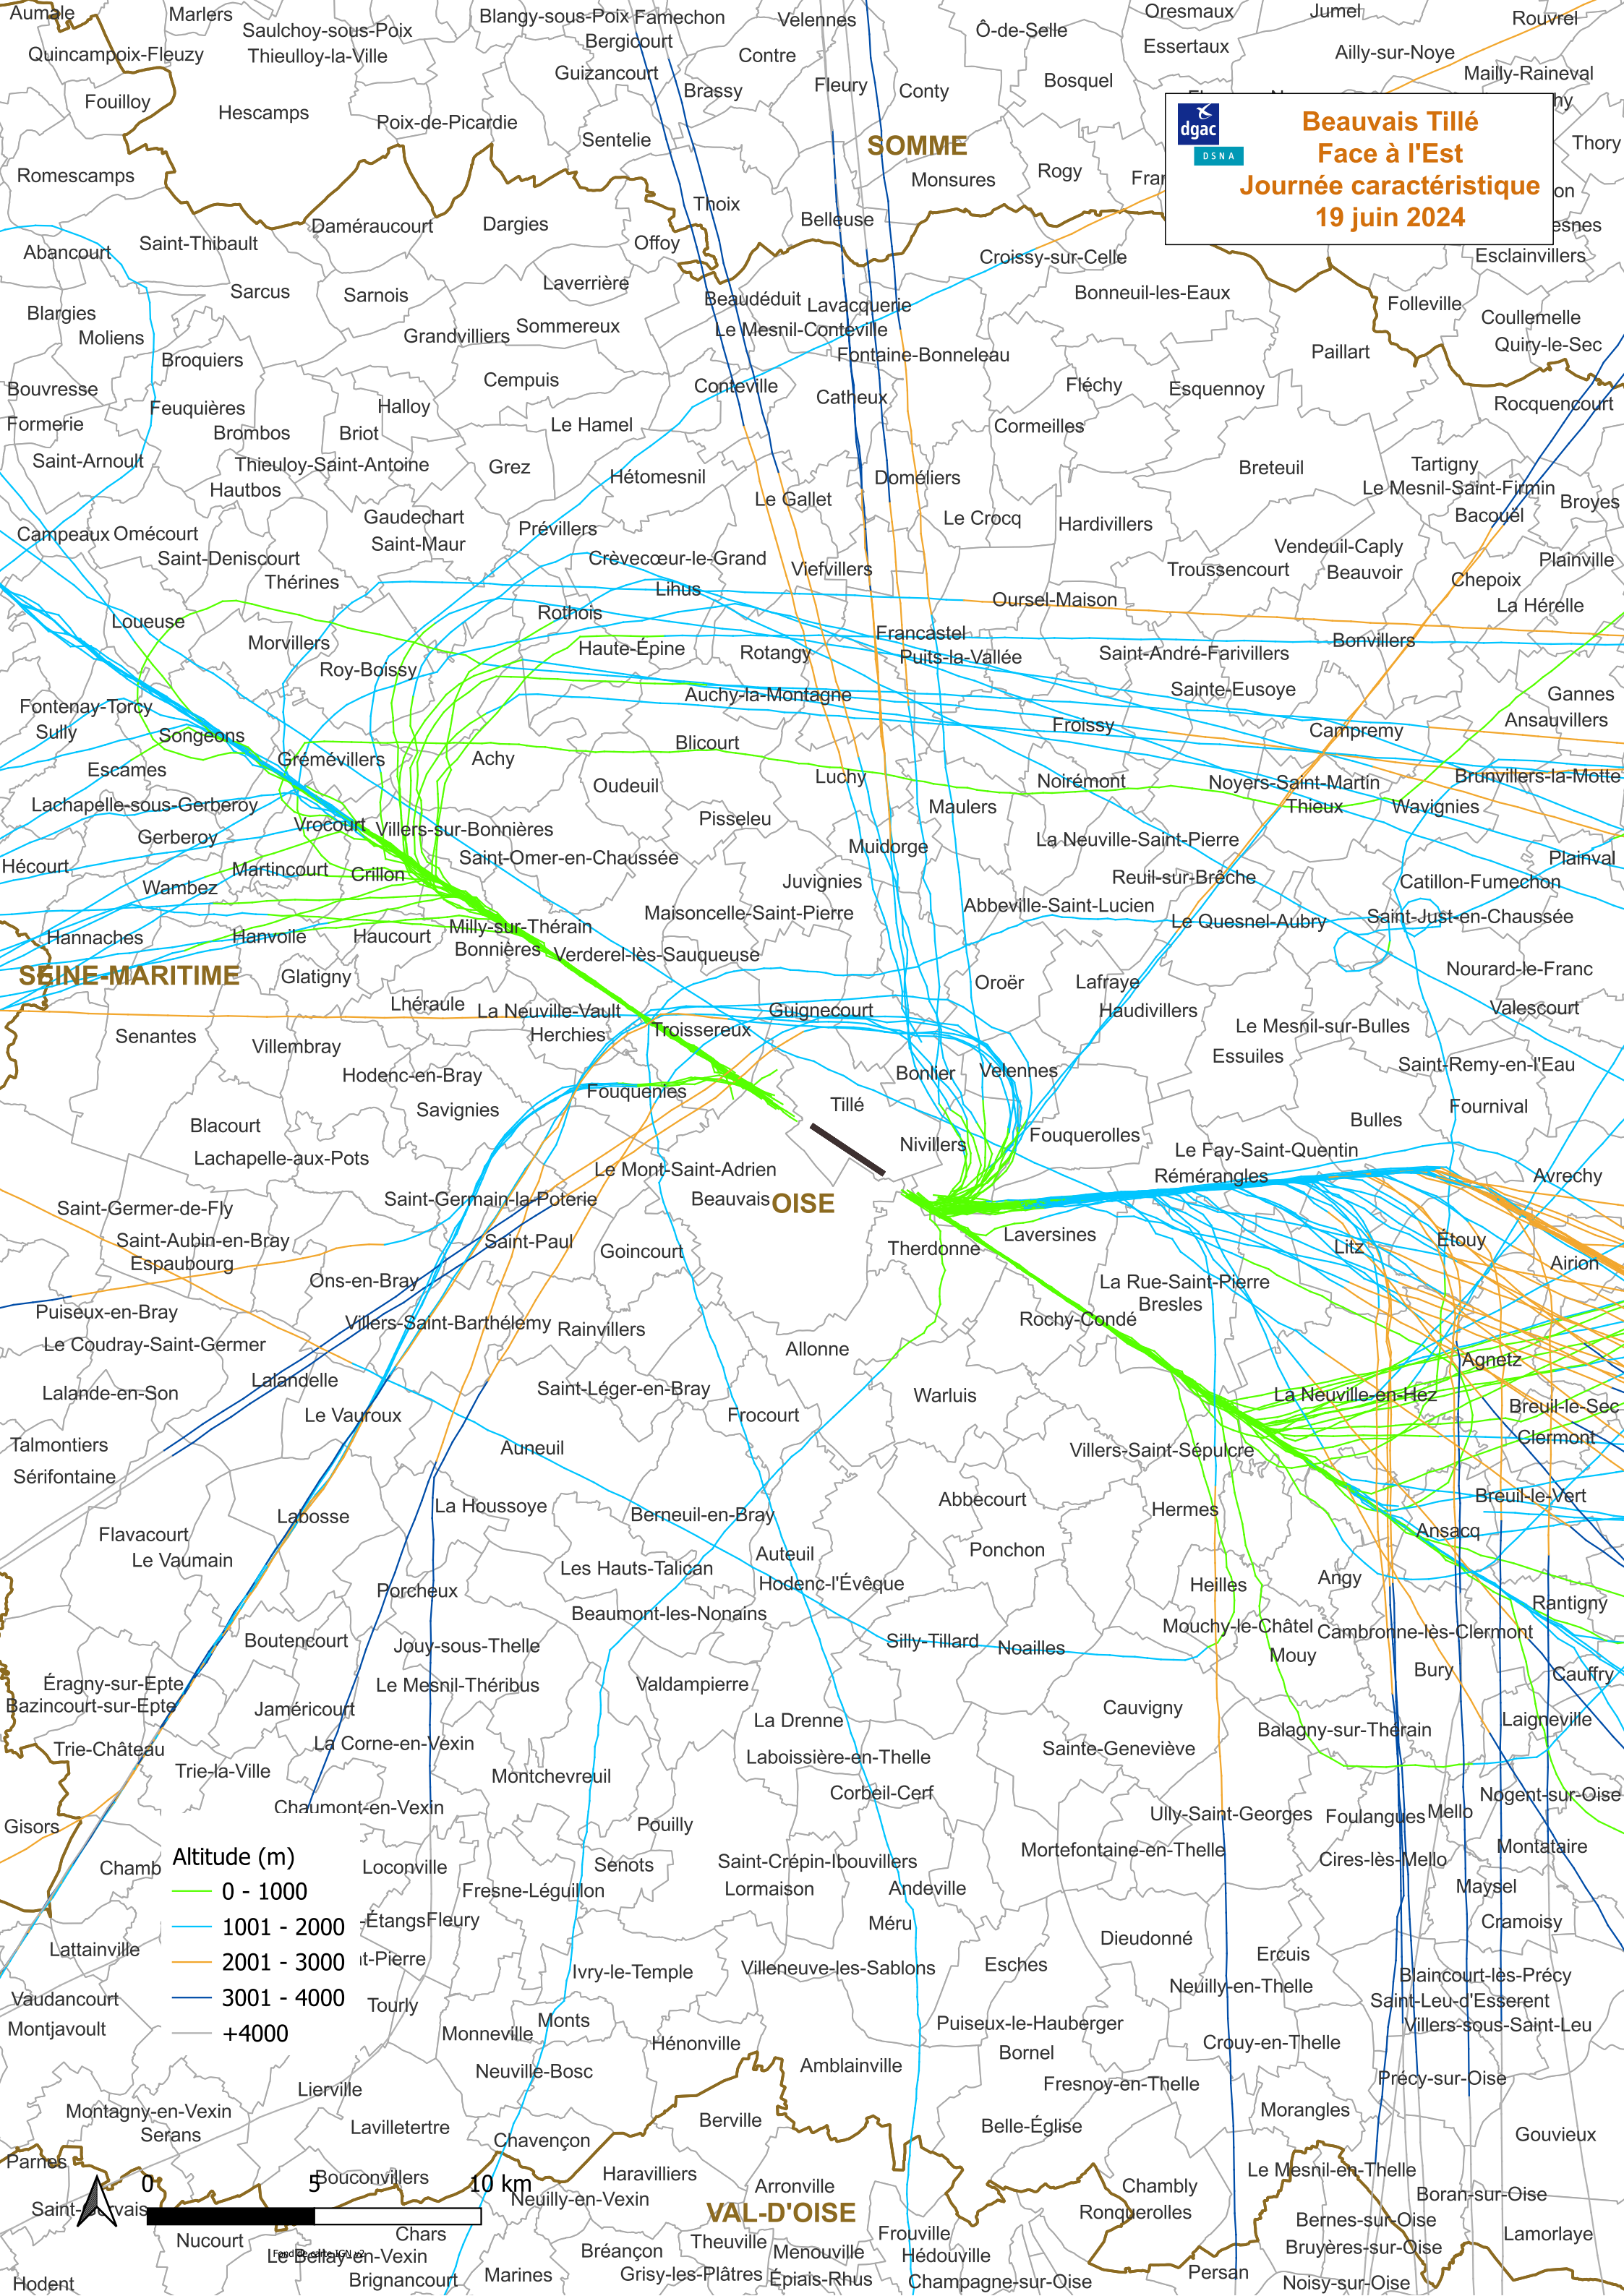 Aumale
Marlers
Saulchoy-sous-Poix
Blangy-sous-Poix
Famechon
Velennes
Ô-de-Selle
Oresmaux
Jumel
Rouvrel
Quincampoix-Fleuzy
Thieulloy-la-Ville
Bergicourt
Contre
Essertaux
Ailly-sur-Noye
Fouilloy
Hescamps
Guizancourt
Brassy
Fleury
Conty
Bosquel
Mailly-Raineval
Poix-de-Picardie
Sentelie
SOMME
dgac
DSNA
Beauvais Tillé
Face à l'Est
Journée caractéristique
19 juin 2024
Thory
Romescamps
Monsures
Rogy
Thoix
Belleuse
Daméraucourt
Dargies
Offoy
Abancourt
Saint-Thibault
Croissy-sur-Celle
Esclainvillers
Sarcus
Sarnois
Laverrière
Beaudéduit
Lavacquerie
Bonneuil-les-Eaux
Folleville
Blargies
Moliens
Grandvilliers
Sommereux
Le Mesnil-Conteville
Coullemelle
Quiry-le-Sec
Broquiers
Fontaine-Bonneleau
Paillart
Bouvresse
Cempuis
Conteville
Catheux
Fléchy
Esquennoy
Rocquencourt
Formerie
Feuquières
Halloy
Brombos
Briot
Le Hamel
Cormeilles
Saint-Arnoult
Thieuloy-Saint-Antoine
Grez
Hétomesnil
Doméliers
Breteuil
Tartigny
Hautbos
Le Gallet
Le Mesnil-Saint-Firmin
Broyes
Gaudechart
Prévillers
Le Crocq
Hardivillers
Bacouël
Campeaux
Omécourt
Saint-Maur
Saint-Deniscourt
Crèvecœur-le-Grand
Viefvillers
Troussencourt
Vendeuil-Caply
Beauvoir
Plainville
Thérines
Lihus
Chepoix
Oursel-Maison
La Hérelle
Loueuse
Rothois
Morvillers
Haute-Épine
Rotangy
Francastel
Bonvillers
Roy-Boissy
Puits-la-Vallée
Saint-André-Farivillers
Fontenay-Torcy
Auchy-la-Montagne
Sainte-Eusoye
Gannes
Sully
Songeons
Froissy
Campremy
Ansauvillers
Blicourt
Escames
Grémévillers
Achy
Oudeuil
Luchy
Noirémont
Noyers-Saint-Martin
Brunvillers-la-Motte
Lachapelle-sous-Gerberoy
Maulers
Thieux
Wavignies
Gerberoy
Vrocourt
Villers-sur-Bonnières
Pisseleu
Muidorge
La Neuville-Saint-Pierre
Hécourt
Martincourt
Crillon
Saint-Omer-en-Chaussée
Plainval
Wambez
Juvignies
Reuil-sur-Brêche
Catillon-Fumechon
Maisoncelle-Saint-Pierre
Abbeville-Saint-Lucien
Le Quesnel-Aubry
Saint-Just-en-Chaussée
Hannaches
Hanvoile
Haucourt
Milly-sur-Thérain
Bonnières
Verderel-lès-Sauqueuse
SEINE-MARITIME
Glatigny
Oroër
Lafraye
Nourard-le-Franc
Lhéraule
La Neuville-Vault
Guignecourt
Haudivillers
Valescourt
Senantes
Herchies
Troissereux
Le Mesnil-sur-Bulles
Villembray
Essuiles
Hodenc-en-Bray
Bonlier
Velennes
Saint-Remy-en-l'Eau
Savignies
Fouquenies
Tillé
Fournival
Blacourt
Nivillers
Fouquerolles
Bulles
Lachapelle-aux-Pots
Le Mont-Saint-Adrien
Le Fay-Saint-Quentin
Saint-Germer-de-Fly
Saint-Germain-la-Poterie
Beauvais
OISE
Rémérangles
Avrechy
Saint-Aubin-en-Bray
Saint-Paul
Goincourt
Therdonne
Laversines
Litz
Étouy
Espaubourg
Ons-en-Bray
La Rue-Saint-Pierre
Airion
Puiseux-en-Bray
Villers-Saint-Barthélemy
Rainvillers
Bresles
Le Coudray-Saint-Germer
Allonne
Rochy-Condé
Lalande-en-Son
Lalandelle
Saint-Léger-en-Bray
Warluis
La Neuville-en-Hez
Agnetz
Le Vauroux
Frocourt
Breuil-le-Sec
Talmontiers
Auneuil
Villers-Saint-Sépulcre
Clermont
Sérifontaine
La Houssoye
Abbecourt
Hermes
Breuil-le-Vert
Flavacourt
Labosse
Berneuil-en-Bray
Ansacq
Le Vaumain
Les Hauts-Talican
Auteuil
Ponchon
Porcheux
Hodenc-l'Évêque
Heilles
Angy
Beaumont-les-Nonains
Rantigny
Boutencourt
Jouy-sous-Thelle
Silly-Tillard
Noailles
Mouchy-le-Châtel
Cambronne-lès-Clermont
Mouy
Éragny-sur-Epte
Le Mesnil-Théribus
Valdampierre
Bury
Cauffry
Bazincourt-sur-Epte
Jaméricourt
La Drenne
Cauvigny
Balagny-sur-Thérain
Laigneville
Trie-Château
La Corne-en-Vexin
Laboissière-en-Thelle
Sainte-Geneviève
Trie-la-Ville
Montchevreuil
Corbeil-Cerf
Nogent-sur-Oise
Gisors
Chaumont-en-Vexin
Pouilly
Ully-Saint-Georges
Foulangues
Mello
Montataire
Chamb
Altitude (m)
Loconville
Senots
Saint-Crépin-Ibouvillers
Mortefontaine-en-Thelle
Cires-lès-Mello
0 - 1000
Fresne-Léguillon
Lormaison
Andeville
Maysel
1001 - 2000
-Étangs
Fleury
Méru
Cramoisy
Lattainville
2001 - 3000
t-Pierre
Ivry-le-Temple
Villeneuve-les-Sablons
Esches
Dieudonné
Ercuis
Vaudancourt
3001 - 4000
Tourly
Neuilly-en-Thelle
Blaincourt-lès-Précy
Montjavoult
+4000
Monneville
Monts
Hénonville
Puiseux-le-Hauberger
Saint-Leu-d'Esserent
Villers-sous-Saint-Leu
Neuville-Bosc
Amblainville
Bornel
Crouy-en-Thelle
Lierville
Fresnoy-en-Thelle
Précy-sur-Oise
Montagny-en-Vexin
Lavilletertre
Berville
Belle-Église
Morangles
Serans
Chavençon
Gouvieux
Parnes
Bouconvillers
Haravilliers
Arronville
Chambly
Le Mesnil-en-Thelle
0 5 10 km
Neuilly-en-Vexin
VAL-D'OISE
Ronquerolles
Boran-sur-Oise
Nucourt
Chars
Theuville
Frouville
Bernes-sur-Oise
Lamorlaye
Le Bellay-en-Vexin
Bréançon
Menouville
Hédouville
Bruyères-sur-Oise
Hodent
Brignancourt
Marines
Grisy-les-Plâtres
Épiais-Rhus
Champagne-sur-Oise
Persan
Noisy-sur-Oise